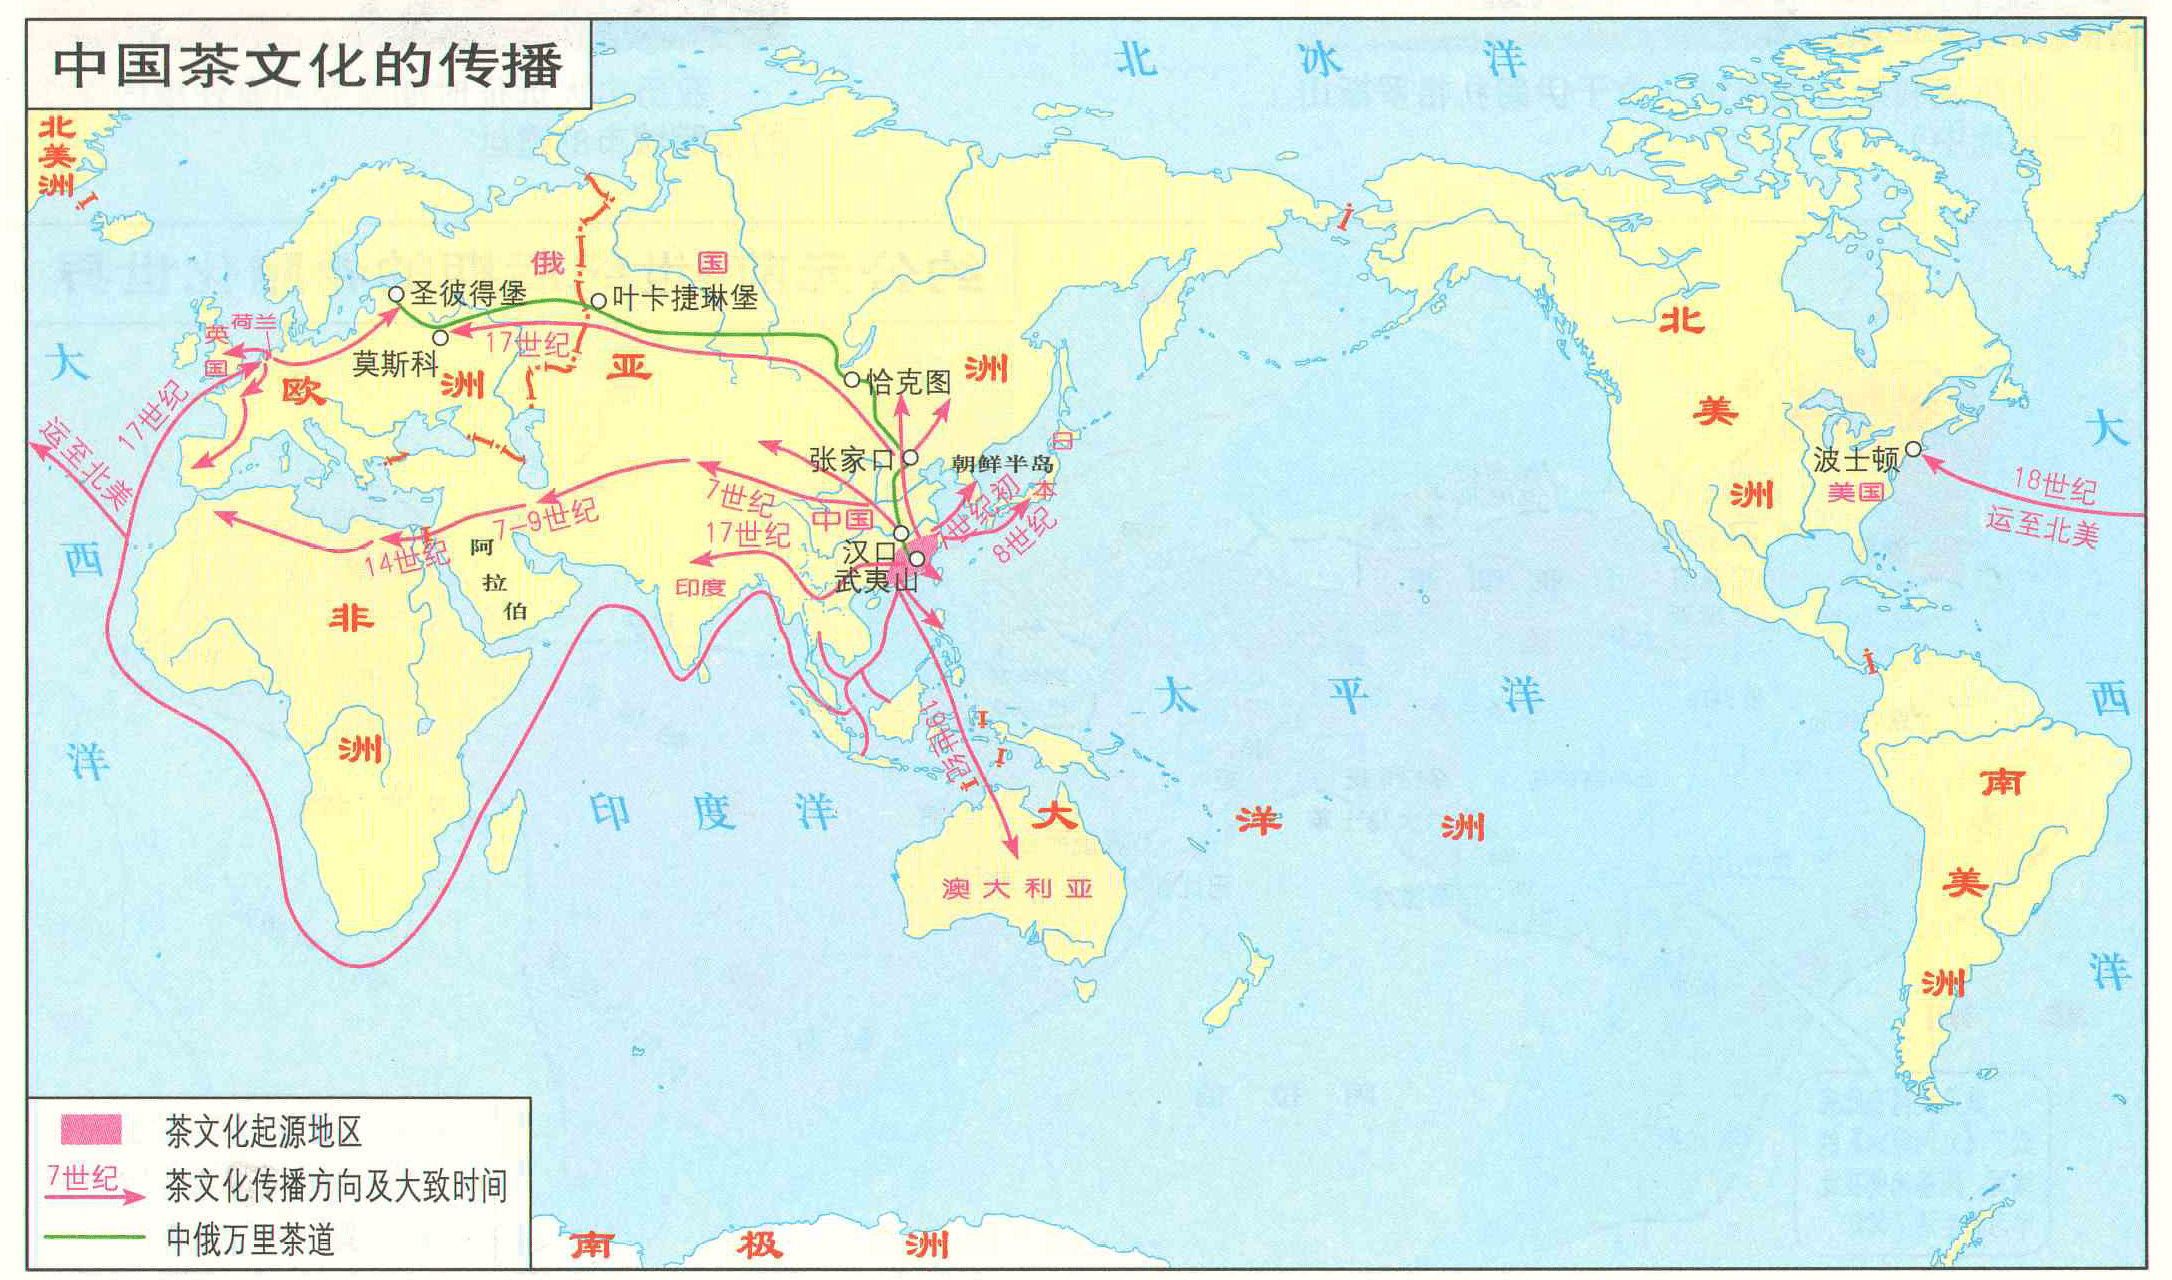 中国茶文化的传播
北冰洋
北美洲
俄国
圣彼得堡
叶卡捷琳堡
莫斯科
17世纪
荷兰
英国
欧洲
亚洲
恰克图
北美洲
大西洋
17世纪
运至北美
张家口
朝鲜半岛
日本
7世纪初
8世纪
中国
7世纪
7-9世纪
17世纪
14世纪
汉口
武夷山
印度
阿拉伯
非洲
波士顿
美国
18世纪
运至北美
大西洋
太平洋
19世纪
印度洋
大洋洲
澳大利亚
南美洲
茶文化起源地区
7世纪
茶文化传播方向及大致时间
中俄万里茶道
南极洲